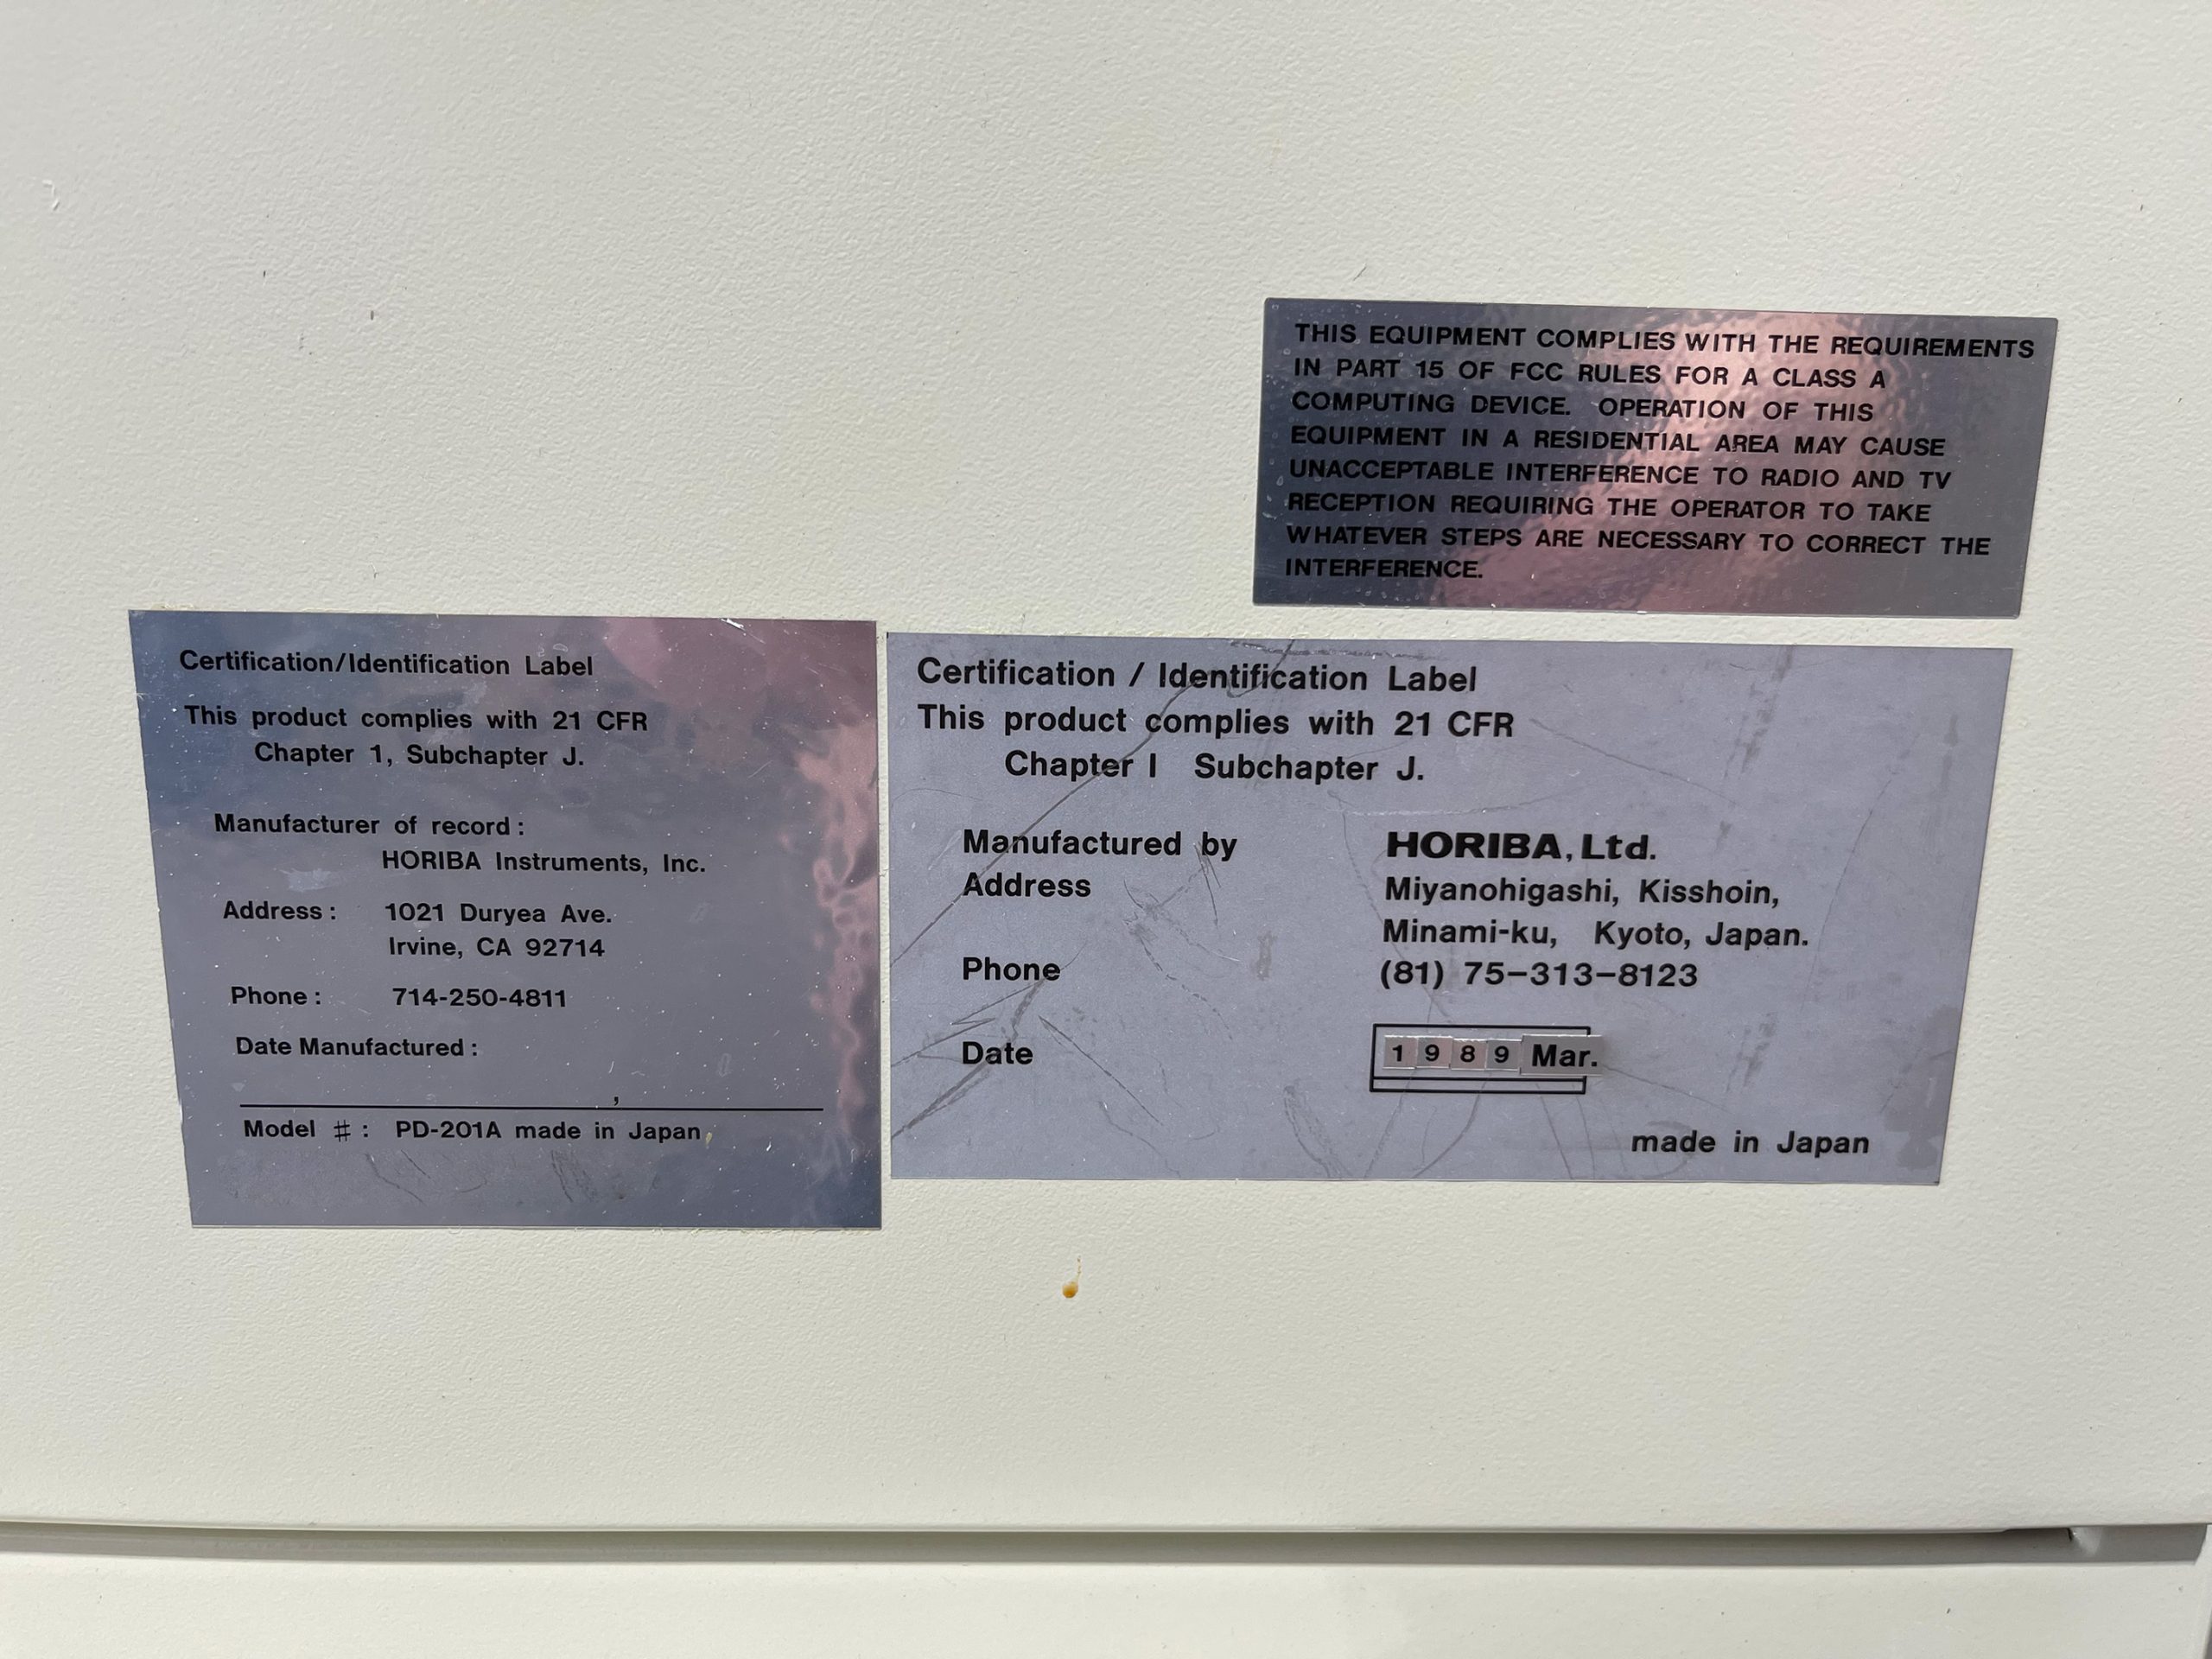 THIS EQUIPMENT COMPLIES WITH THE REQUIREMENTS
IN PART 15 OF FCC RULES FOR A CLASS A
COMPUTING DEVICE. OPERATION OF THIS
EQUIPMENT IN A RESIDENTIAL AREA MAY CAUSE
UNACCEPTABLE INTERFERENCE TO RADIO AND TV
RECEPTION REQUIRING THE OPERATOR TO TAKE
WHATEVER STEPS ARE NECESSARY TO CORRECT THE
INTERFERENCE.
Certification/Identification Label
This product complies with 21 CFR
Chapter 1, Subchapter J.
Manufacturer of record:
HORIBA Instruments, Inc.
Address: 1021 Duryea Ave.
Irvine, CA 92714
Phone: 714-250-4811
Date Manufactured:
,
Model #: PD-201A made in Japan
Certification / Identification Label
This product complies with 21 CFR
Chapter I Subchapter J.
Manufactured by HORIBA, Ltd.
Address Miyanohigashi, Kisshoin,
Minami-ku, Kyoto, Japan.
Phone (81) 75-313-8123
Date 1989 Mar.
made in Japan